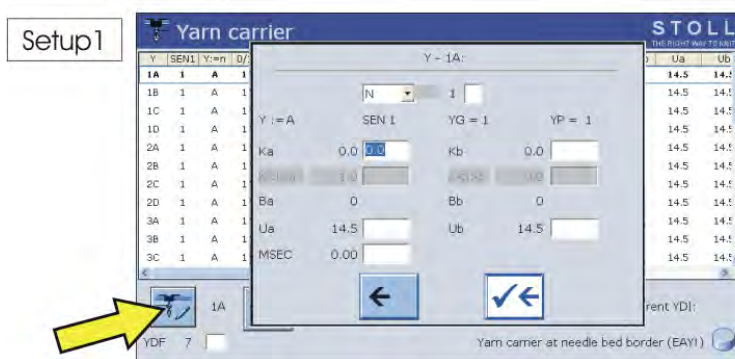 Setup1
Yarn carrier
STOLL
THE RIGHT WAY TO KNIT
Y SEN1 Y:=n D/ Ua Ub
1A 1 A 1 14.5 14.5
1B 1 A 1 14.5 14.5
1C 1 A 1 14.5 14.5
1D 1 A 1 14.5 14.5
2A 1 A 1 14.5 14.5
2B 1 A 1 14.5 14.5
2C 1 A 1 14.5 14.5
2D 1 A 1 14.5 14.5
3A 1 A 1 14.5 14.5
3B 1 A 1 14.5 14.5
3C 1 A 1 14.5 14.5
Y - 1A:
N 1
Y := A SEN 1 YG = 1 YP = 1
Ka 0.0 0.0 Kb 0.0
Ba 0 Bb 0
Ua 14.5 Ub 14.5
MSEC 0.00
1A rent YD[:
YDF 7 Yarn carrier at needle bed border (EAY!)